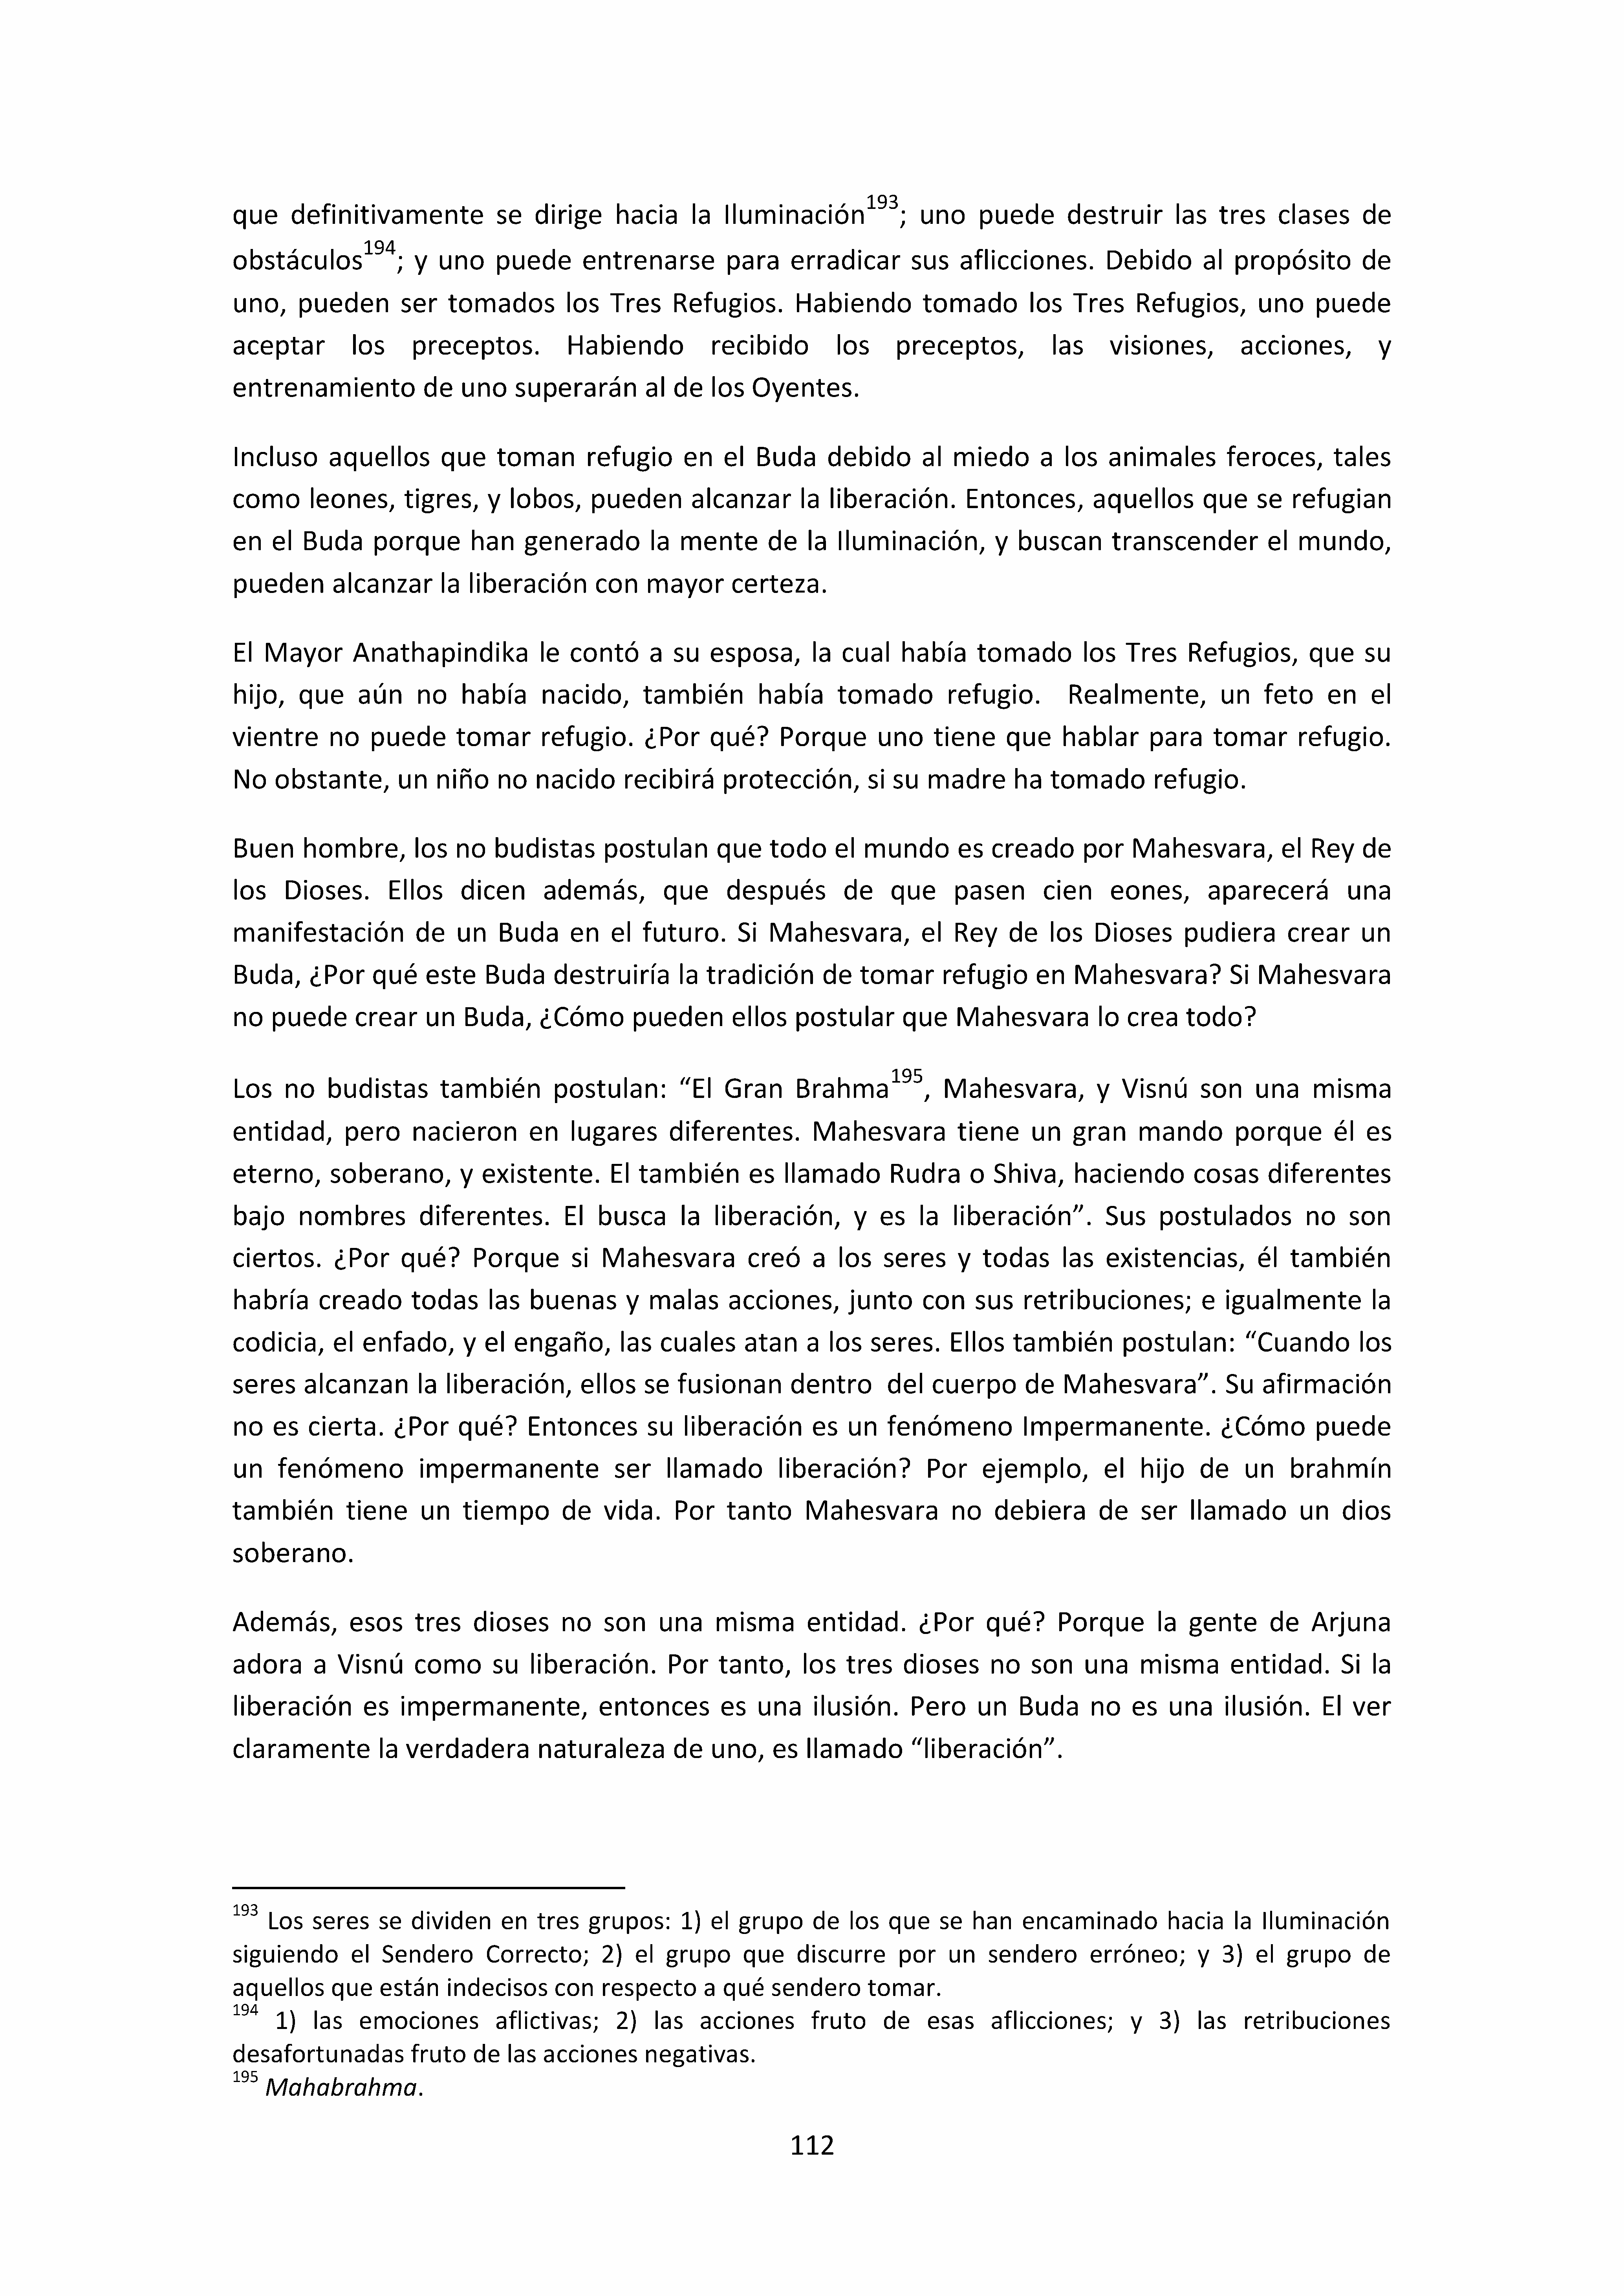 que definitivamente se dirige hacia la Iluminación193; uno puede destruir las tres clases de
obstáculos194; y uno puede entrenarse para erradicar sus aflicciones. Debido al propósito de
uno, pueden ser tomados los Tres Refugios. Habiendo tomado los Tres Refugios, uno puede
aceptar los preceptos. Habiendo recibido los preceptos, las visiones, acciones, y
entrenamiento de uno superarán al de los Oyentes.
Incluso aquellos que toman refugio en el Buda debido al miedo a los animales feroces, tales
como leones, tigres, y lobos, pueden alcanzar la liberación. Entonces, aquellos que se refugian
en el Buda porque han generado la mente de la Iluminación, y buscan transcender el mundo,
pueden alcanzar la liberación con mayor certeza.
El Mayor Anathapindika le contó a su esposa, la cual había tomado los Tres Refugios, que su
hijo, que aún no había nacido, también había tomado refugio. Realmente, un feto en el
vientre no puede tomar refugio. ¿Por qué? Porque uno tiene que hablar para tomar refugio.
No obstante, un niño no nacido recibirá protección, si su madre ha tomado refugio.
Buen hombre, los no budistas postulan que todo el mundo es creado por Mahesvara, el Rey de
los Dioses. Ellos dicen además, que después de que pasen cien eones, aparecerá una
manifestación de un Buda en el futuro. Si Mahesvara, el Rey de los Dioses pudiera crear un
Buda, ¿Por qué este Buda destruiría la tradición de tomar refugio en Mahesvara? Si Mahesvara
no puede crear un Buda, ¿Cómo pueden ellos postular que Mahesvara lo crea todo?
Los no budistas también postulan: “El Gran Brahma195, Mahesvara, y Visnú son una misma
entidad, pero nacieron en lugares diferentes. Mahesvara tiene un gran mando porque él es
eterno, soberano, y existente. El también es llamado Rudra o Shiva, haciendo cosas diferentes
bajo nombres diferentes. El busca la liberación, y es la liberación”. Sus postulados no son
ciertos. ¿Por qué? Porque si Mahesvara creó a los seres y todas las existencias, él también
habría creado todas las buenas y malas acciones, junto con sus retribuciones; e igualmente la
codicia, el enfado, y el engaño, las cuales atan a los seres. Ellos también postulan: “Cuando los
seres alcanzan la liberación, ellos se fusionan dentro del cuerpo de Mahesvara”. Su afirmación
no es cierta. ¿Por qué? Entonces su liberación es un fenómeno Impermanente. ¿Cómo puede
un fenómeno impermanente ser llamado liberación? Por ejemplo, el hijo de un brahmín
también tiene un tiempo de vida. Por tanto Mahesvara no debiera de ser llamado un dios
soberano.
Además, esos tres dioses no son una misma entidad. ¿Por qué? Porque la gente de Arjuna
adora a Visnú como su liberación. Por tanto, los tres dioses no son una misma entidad. Si la
liberación es impermanente, entonces es una ilusión. Pero un Buda no es una ilusión. El ver
claramente la verdadera naturaleza de uno, es llamado “liberación”.
193 Los seres se dividen en tres grupos: 1) el grupo de los que se han encaminado hacia la Iluminación
siguiendo el Sendero Correcto; 2) el grupo que discurre por un sendero erróneo; y 3) el grupo de
aquellos que están indecisos con respecto a qué sendero tomar.
194 1) las emociones aflictivas; 2) las acciones fruto de esas aflicciones; y 3) las retribuciones
desafortunadas fruto de las acciones negativas.
195 Mahabrahma.
112